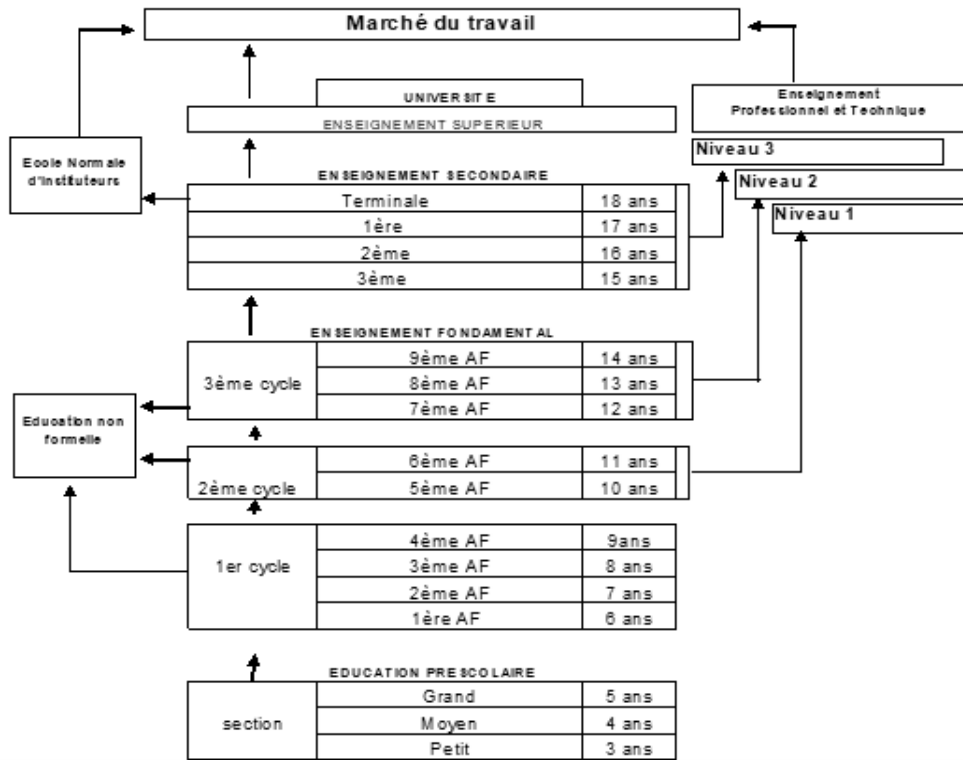 Marché du travail
UNIVERSITE
ENSEIGNEMENT SUPERIEUR
Enseignement
Professionnel et Technique
Niveau 3
Niveau 2
Niveau 1
Ecole Normale
d'Instituteurs
ENSEIGNEMENT SECONDAIRE
Terminale 18 ans
1ère 17 ans
2ème 16 ans
3ème 15 ans
ENSEIGNEMENT FONDAMENTAL
3ème cycle
9ème AF 14 ans
8ème AF 13 ans
7ème AF 12 ans
Education non
formelle
2ème cycle
6ème AF 11 ans
5ème AF 10 ans
1er cycle
4ème AF 9ans
3ème AF 8 ans
2ème AF 7 ans
1ère AF 6 ans
EDUCATION PRESCOLAIRE
section
Grand 5 ans
Moyen 4 ans
Petit 3 ans